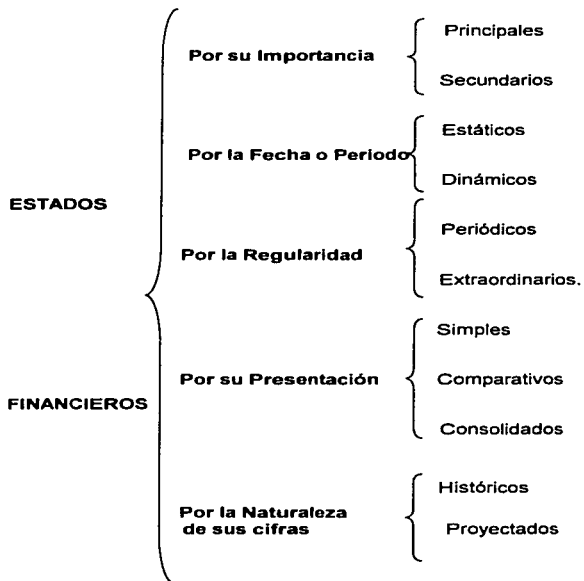 ESTADOS
FINANCIEROS
Por su Importancia
Principales
Secundarios
Por la Fecha o Periodo
Estáticos
Dinámicos
Por la Regularidad
Periódicos
Extraordinarios.
Por su Presentación
Simples
Comparativos
Consolidados
Por la Naturaleza
de sus cifras
Históricos
Proyectados